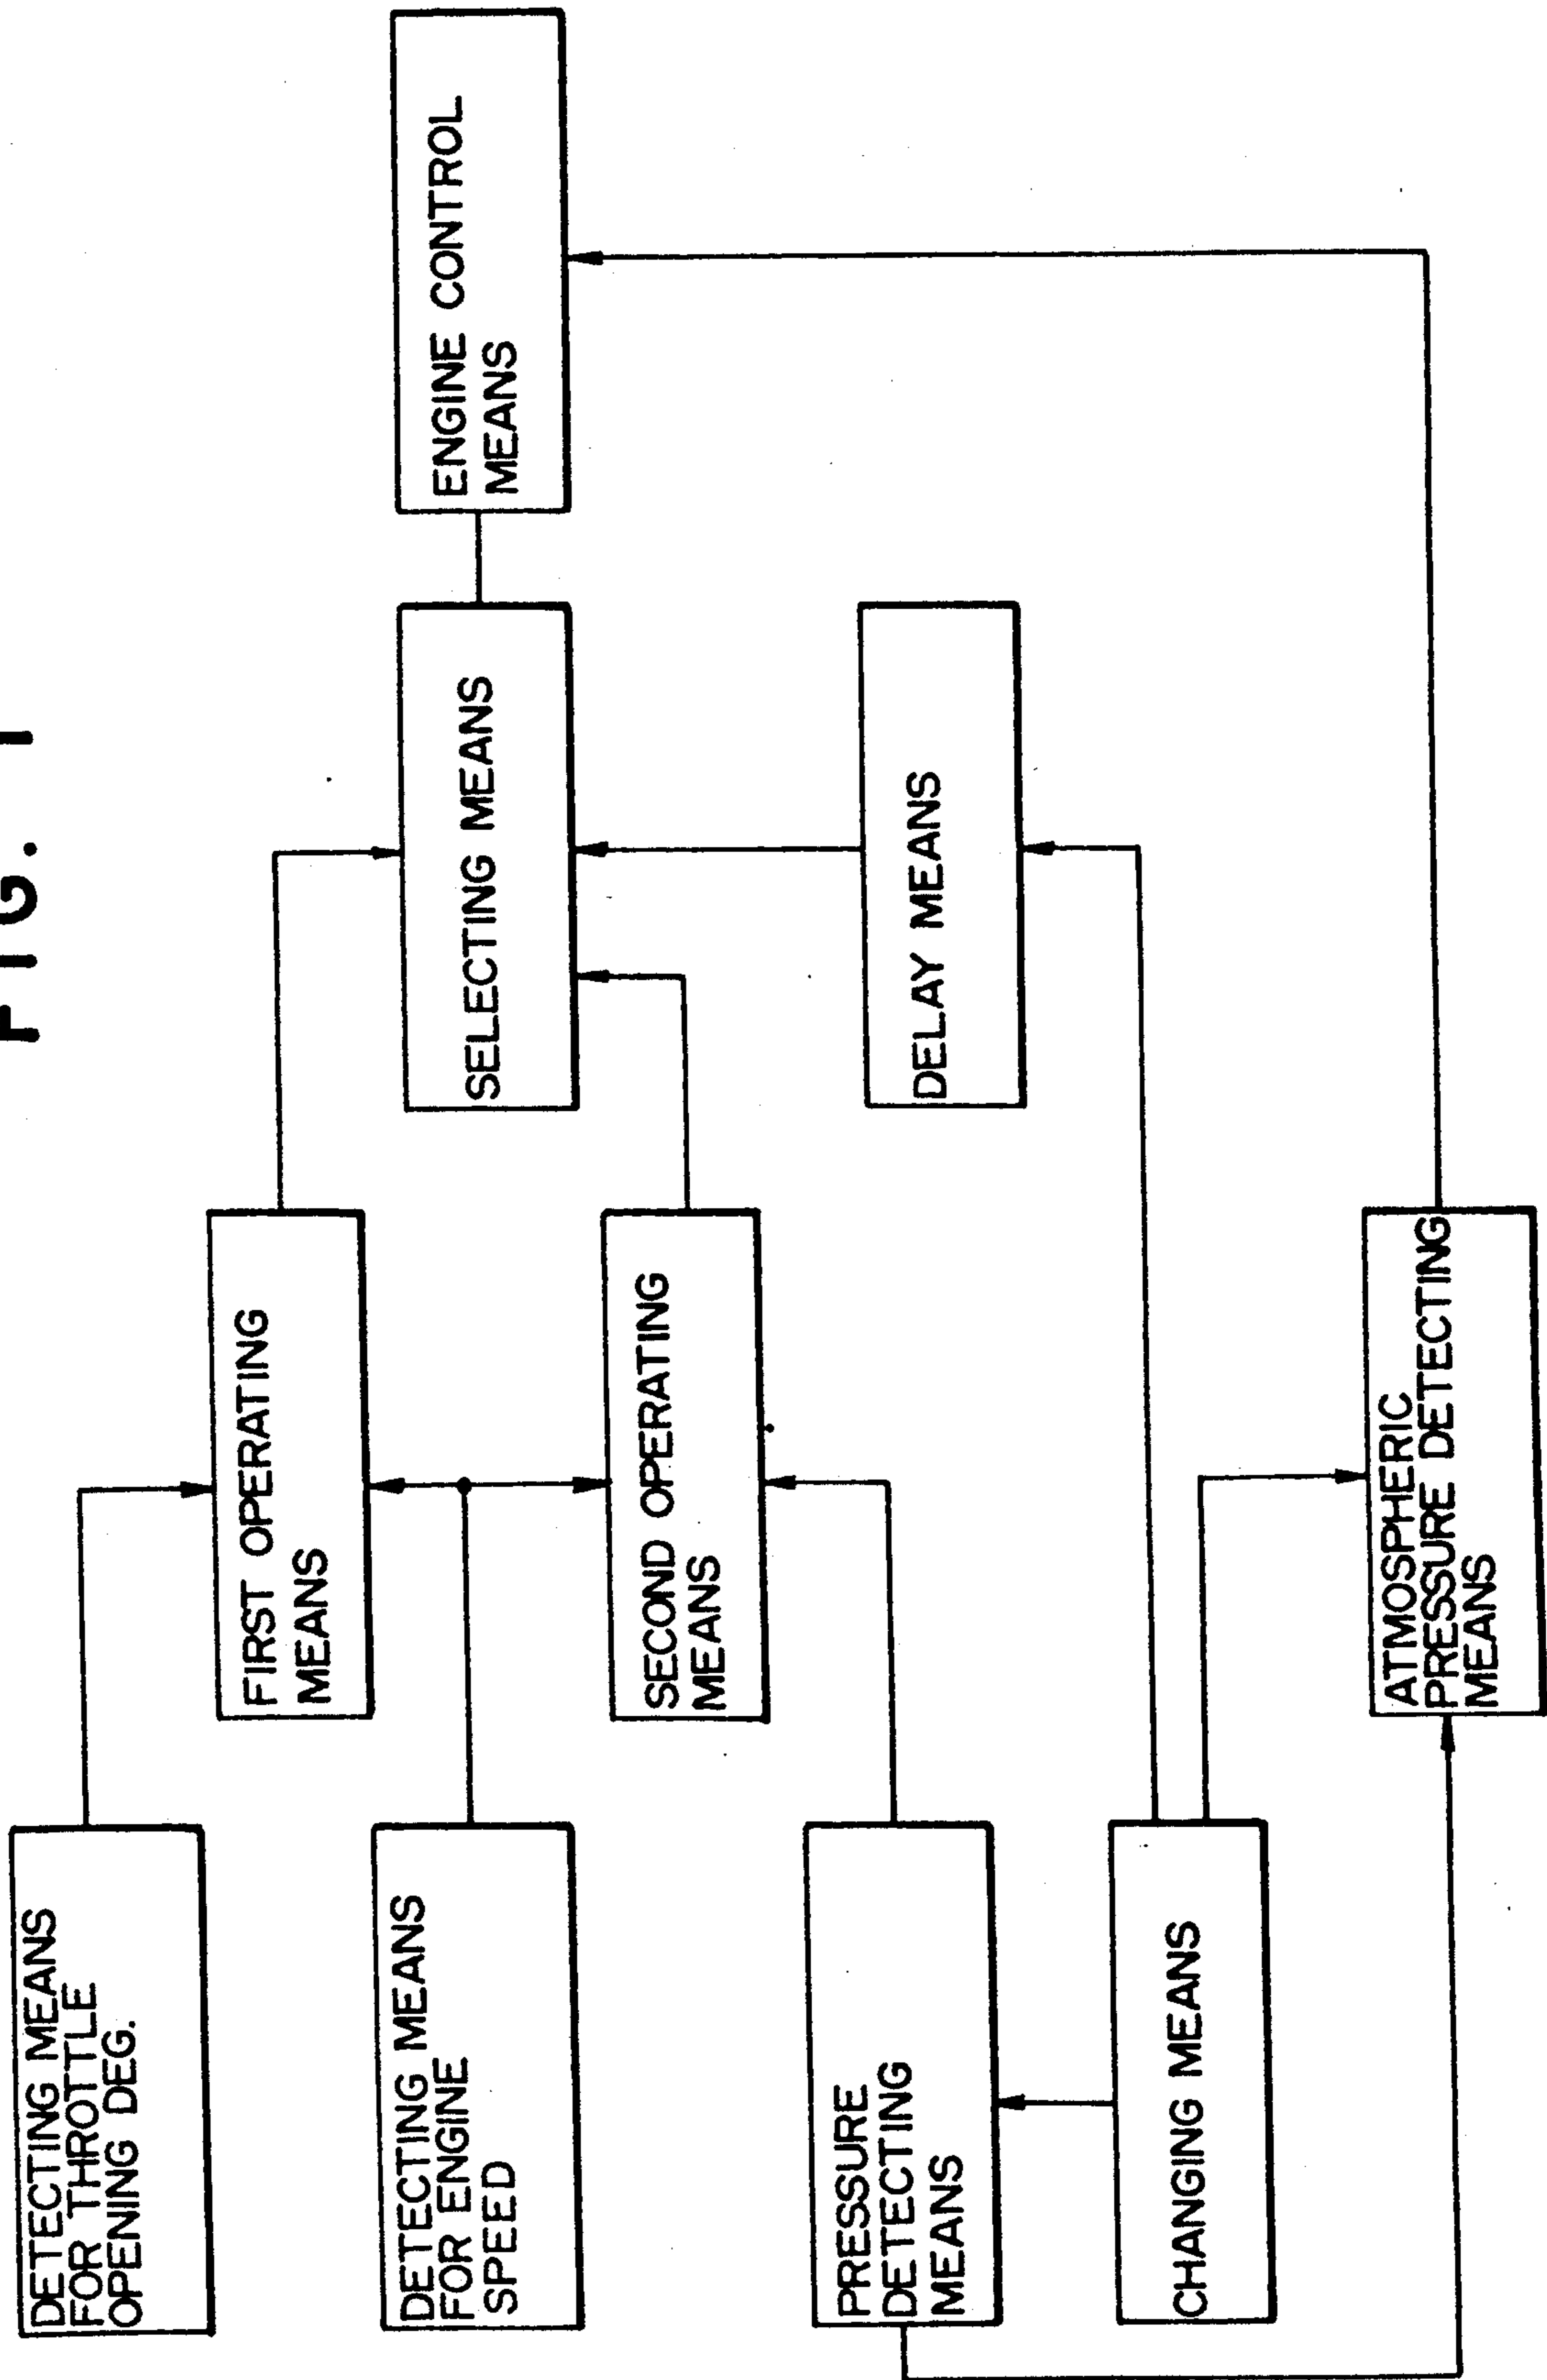 FIG. 1
DETECTING MEANS
FOR THROTTLE
OPENING DEG.
DETECTING MEANS
FOR ENGINE
SPEED
PRESSURE
DETECTING
MEANS
CHANGING MEANS
FIRST OPERATING
MEANS
SECOND OPERATING
MEANS
ATMOSPHERIC
PRESSURE DETECTING
MEANS
SELECTING MEANS
DELAY MEANS
ENGINE CONTROL
MEANS